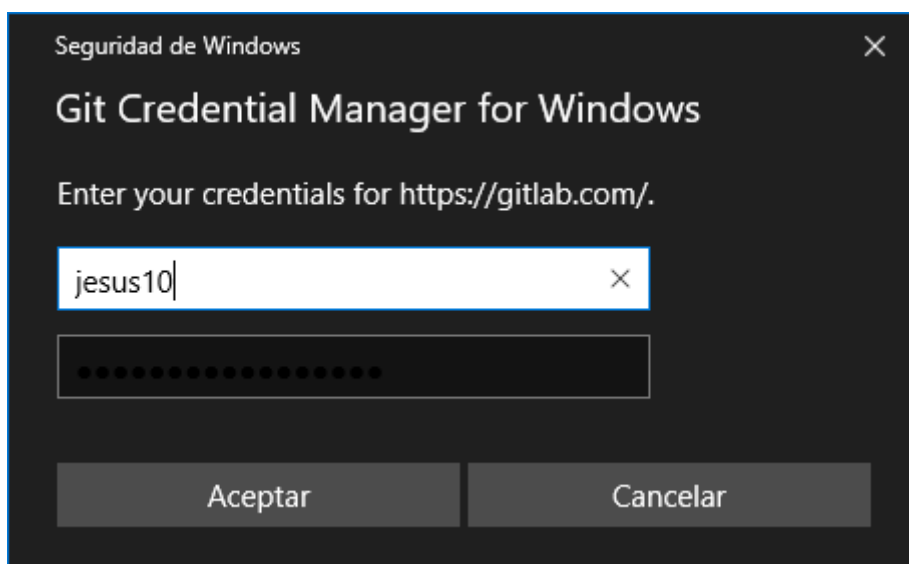 Seguridad de Windows
Git Credential Manager for Windows
Enter your credentials for https://gitlab.com/.
jesus10
●●●●●●●●●●●●●●●●●
Aceptar
Cancelar